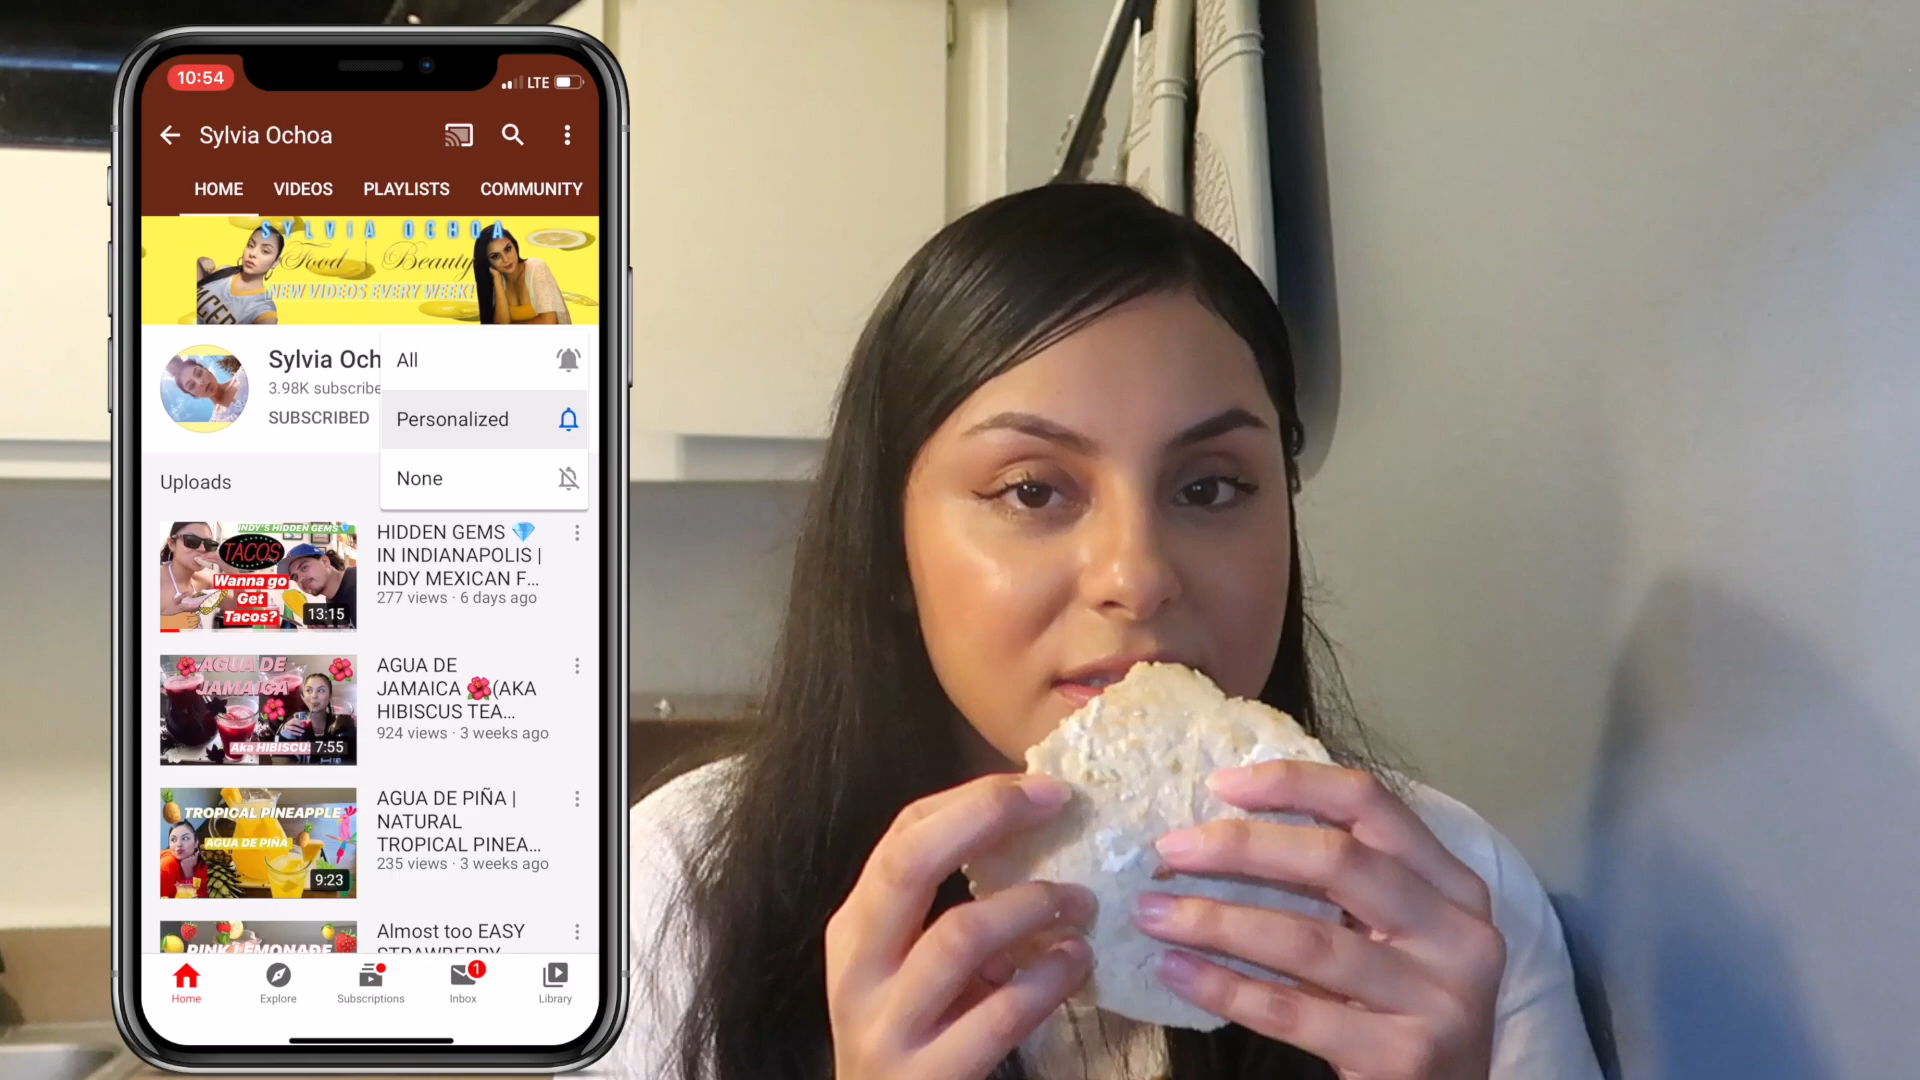 10:54
LTE
Sylvia Ochoa
HOME VIDEOS PLAYLISTS COMMUNITY
SYLVIA OCHOA
Food | Beauty
NEW VIDEOS EVERY WEEK!
Sylvia Och
3.98K subscribe
SUBSCRIBED
All
Personalized
None
Uploads
INDY'S HIDDEN GEMS
TACOS
Wanna go
Get
Tacos?
13:15
HIDDEN GEMS 💎
IN INDIANAPOLIS |
INDY MEXICAN F...
277 views · 6 days ago
AGUA DE
JAMAICA
Aka HIBISCU
7:55
AGUA DE
JAMAICA 🌺(AKA
HIBISCUS TEA...
924 views · 3 weeks ago
TROPICAL PINEAPPLE
AGUA DE PIÑA
9:23
AGUA DE PIÑA |
NATURAL
TROPICAL PINEA...
235 views · 3 weeks ago
PINK LEMONADE
Almost too EASY
STRAWBERRY
1
Home Explore Subscriptions Inbox Library